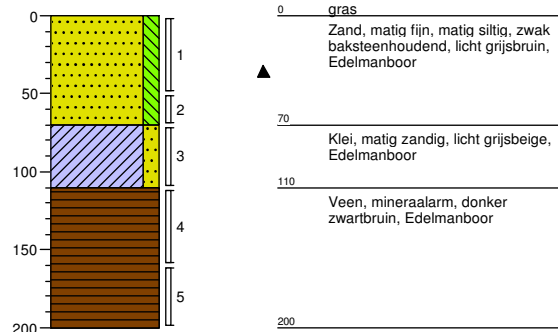 0
50
100
150
200
1
2
3
4
5
0
gras
Zand, matig fijn, matig siltig, zwak
baksteenhoudend, licht grijsbruin,
Edelmanboor
70
Klei, matig zandig, licht grijsbeige,
Edelmanboor
110
Veen, mineraalarm, donker
zwartbruin, Edelmanboor
200